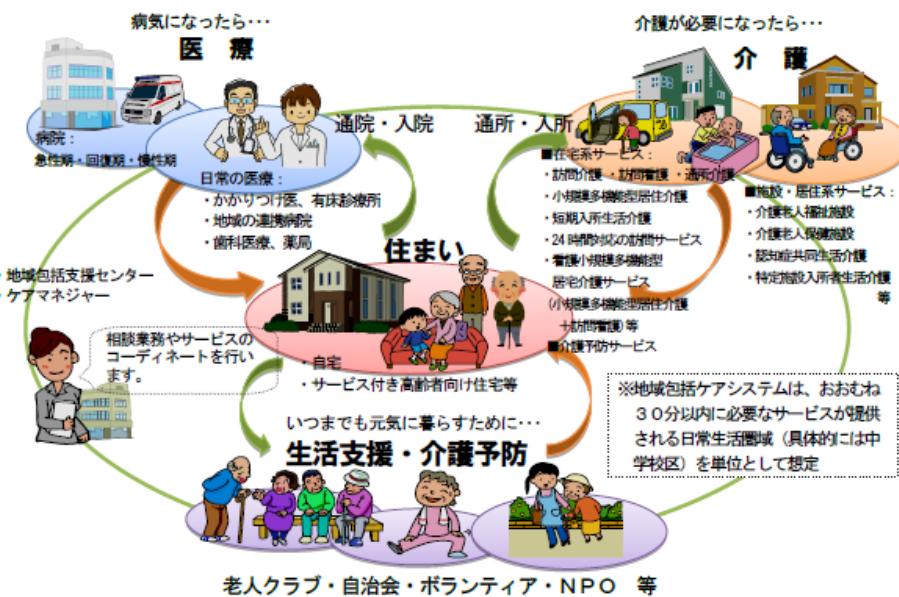 病気になったら･･･
医　療
病院：
急性期・回復期・慢性期
日常の医療：
・かかりつけ医、有床診療所
・地域の連携病院
・歯科医療、薬局
通院・入院
通所・入所
介護が必要になったら･･･
介　護
■在宅系サービス：
・訪問介護 ・訪問看護 ・通所介護
・小規模多機能型居住介護
・短期入所生活介護
・24 時間対応の訪問サービス
・看護小規模多機能型
居宅介護サービス
（小規模多機能型居住介護
＋訪問看護）等
■介護予防サービス
■施設・居住系サービス：
・介護老人福祉施設
・介護老人保健施設
・認知症共同生活介護
・特定施設入所者生活介護
等
住まい
・自宅
・サービス付き高齢者向け住宅等
・地域包括支援センター
・ケアマネジャー
相談業務やサービスの
コーディネートを行い
ます。
いつまでも元気に暮らすために･･･
生活支援・介護予防
※地域包括ケアシステムは、おおむね
３０分以内に必要なサービスが提供
される日常生活圏域（具体的には中
学校区）を単位として想定
老人クラブ・自治会・ボランティア・ＮＰＯ　等